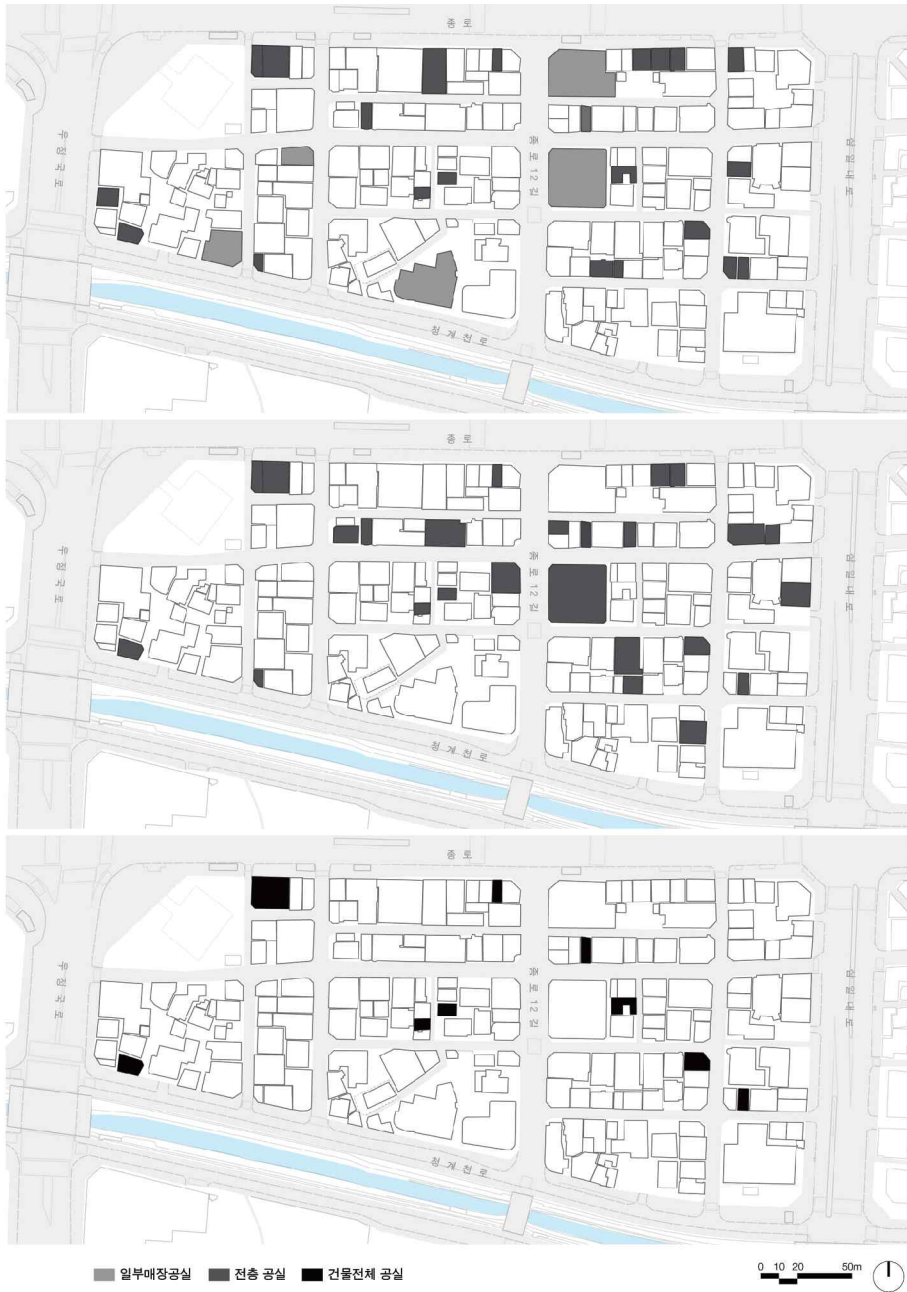 종로
우정국로
종로12길
삼일대로
청계천로
종로
우정국로
종로12길
삼일대로
청계천로
종로
우정국로
종로12길
삼일대로
청계천로
일부매장공실 전층 공실 건물전체 공실
0 10 20 50m